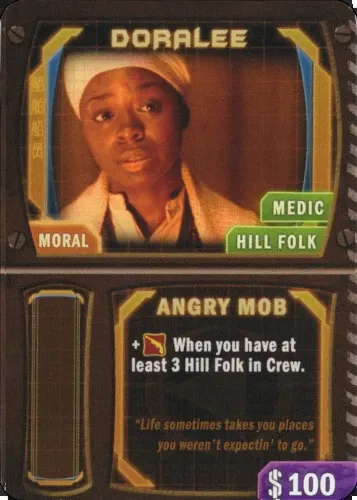 DORALEE
MEDIC
MORAL
HILL FOLK
ANGRY MOB
+ When you have at
least 3 Hill Folk in Crew.
"Life sometimes takes you places
you weren't expectin' to go."
$100